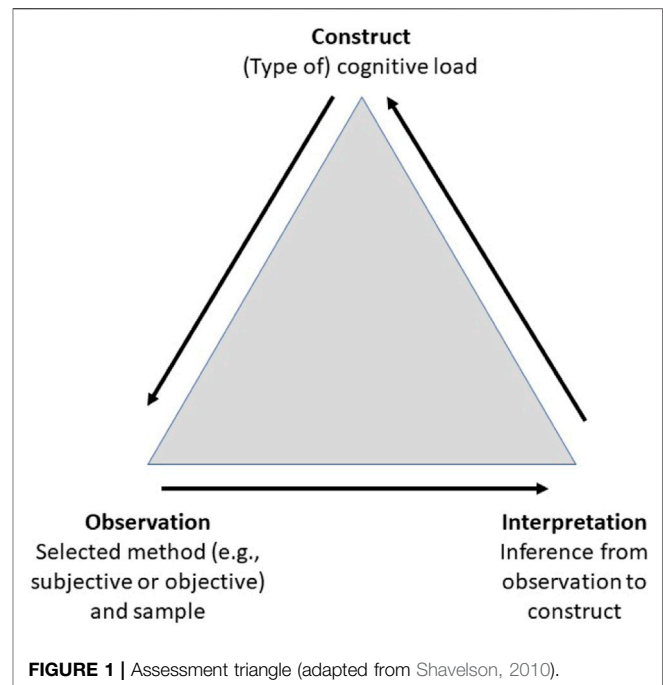 Construct
(Type of) cognitive load
Observation
Selected method (e.g.,
subjective or objective)
and sample
Interpretation
Inference from
observation to
construct
FIGURE 1 | Assessment triangle (adapted from Shavelson, 2010).